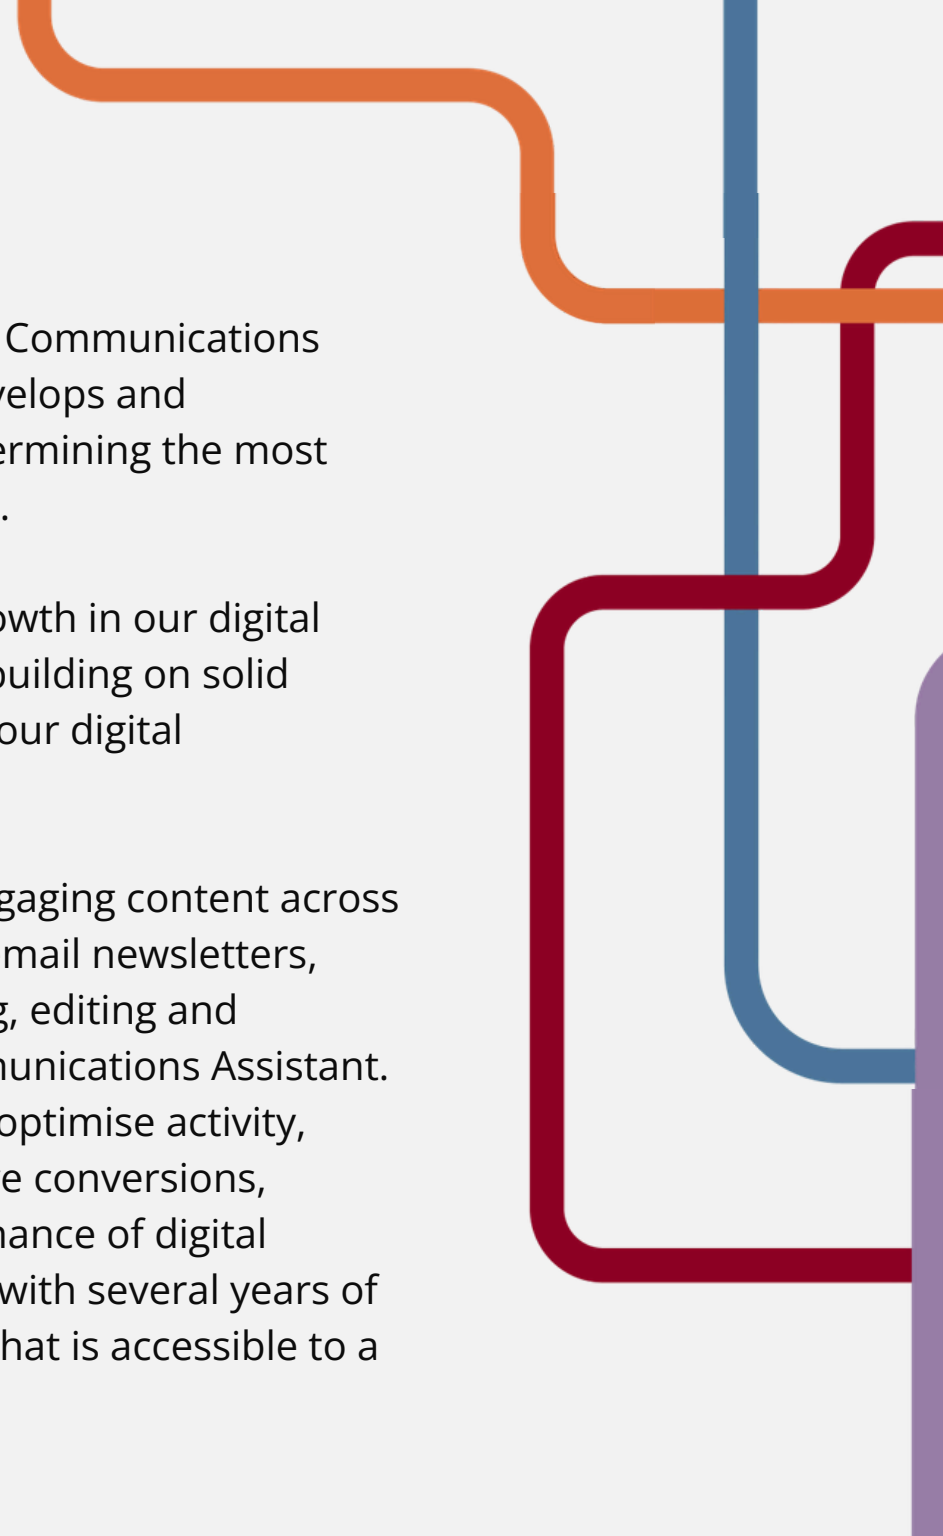 Communications
velops and
ermining the most
.
owth in our digital
building on solid
our digital
gaging content across
mail newsletters,
g, editing and
nunications Assistant.
optimise activity,
e conversions,
nance of digital
with several years of
hat is accessible to a